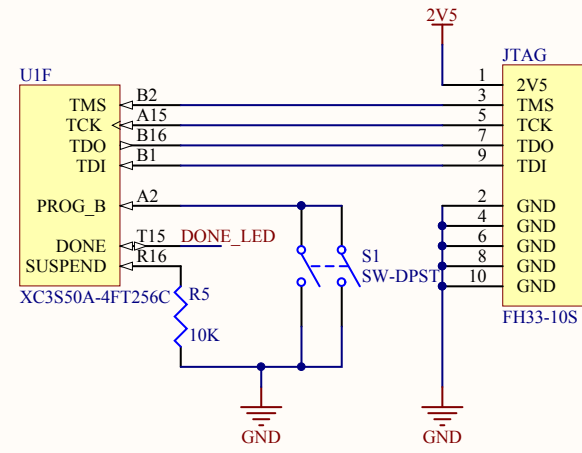 2V5
U1F
JTAG
1 2V5
TMS B2 3 TMS
TCK A15 5 TCK
TDO B16 7 TDO
TDI B1 9 TDI
PROG_B A2 2 GND
4 GND
DONE T15 DONE_LED 6 GND
SUSPEND R16 S1 8 GND
SW-DPST 10 GND
XC3S50A-4FT256C R5
FH33-10S
10K
GND GND